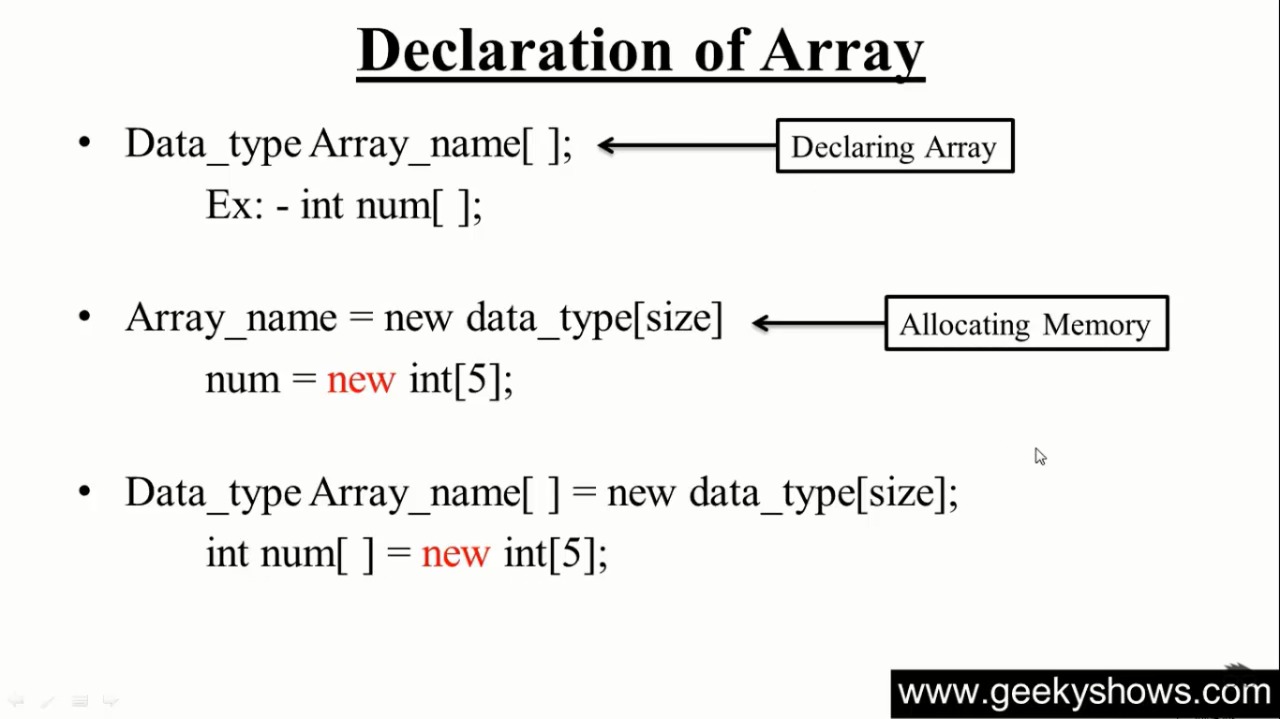 Declaration of Array
• Data_type Array_name[ ];
Declaring Array
Ex: - int num[ ];
• Array_name = new data_type[size]
Allocating Memory
num = new int[5];
• Data_type Array_name[ ] = new data_type[size];
int num[ ] = new int[5];
www.geekyshows.com